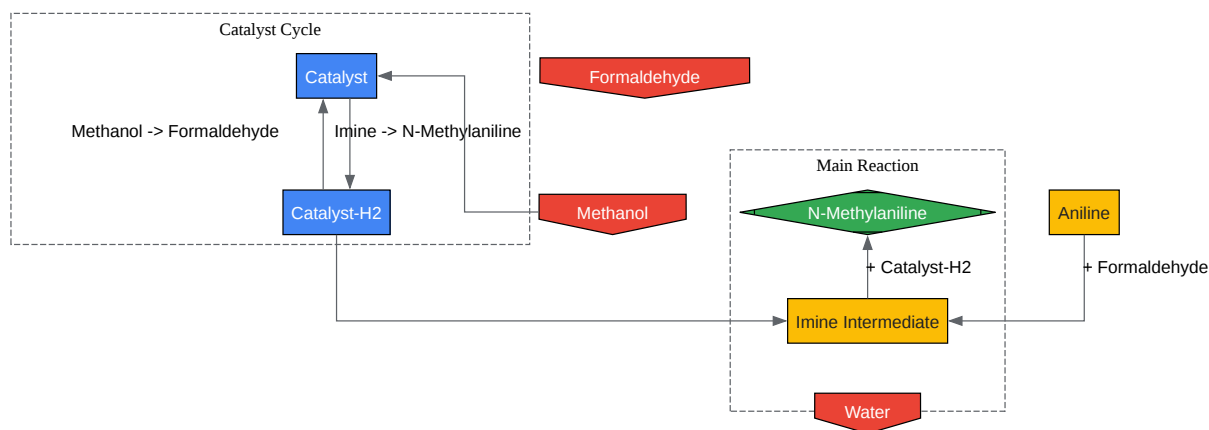 Catalyst Cycle
Catalyst
Formaldehyde
Methanol -> Formaldehyde
Imine -> N-Methylaniline
Main Reaction
Catalyst-H2
Methanol
N-Methylaniline
Aniline
+ Catalyst-H2
+ Formaldehyde
Imine Intermediate
Water